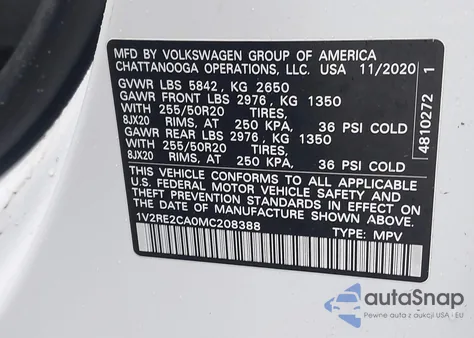 MFD BY VOLKSWAGEN GROUP OF AMERICA
CHATTANOOGA OPERATIONS, LLC. USA 11/2020
GVWR LBS 5842, KG 2650
GAWR FRONT LBS 2976, KG 1350
WITH 255/50R20 TIRES,
8JX20 RIMS, AT 250 KPA, 36 PSI COLD
GAWR REAR LBS 2976, KG 1350
WITH 255/50R20 TIRES,
8JX20 RIMS, AT 250 KPA, 36 PSI COLD
THIS VEHICLE CONFORMS TO ALL APPLICABLE
U.S. FEDERAL MOTOR VEHICLE SAFETY AND
THEFT PREVENTION STANDARDS IN EFFECT ON
THE DATE OF MANUFACTURE SHOWN ABOVE.
1V2RE2CA0MC208388 TYPE: MPV
4810272 1
autoSnap
Pewne auta z aukcji USA - EU